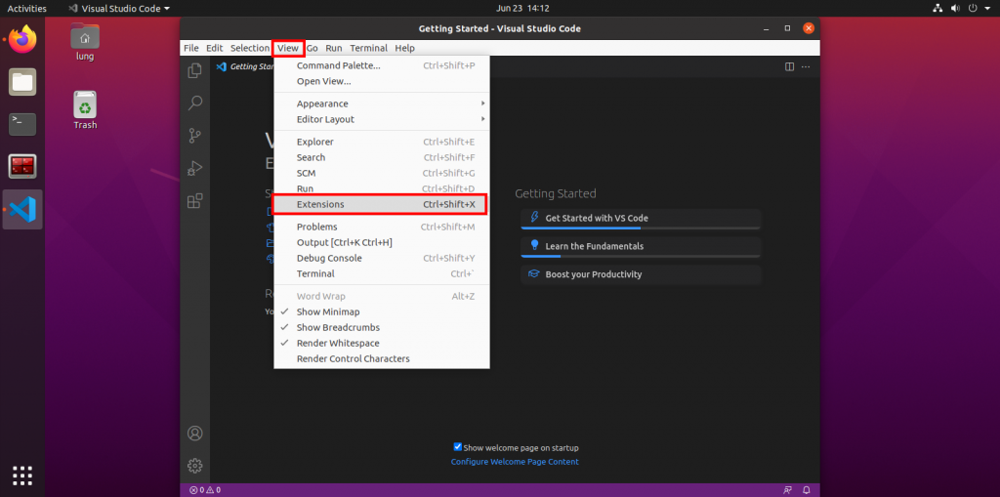 Activities
Visual Studio Code
Jun 23 14:12
lung
Trash
Getting Started - Visual Studio Code
File Edit Selection View Go Run Terminal Help
Getting Star
Command Palette... Ctrl+Shift+P
Open View...
Appearance
Editor Layout
Explorer Ctrl+Shift+E
Search Ctrl+Shift+F
SCM Ctrl+Shift+G
Run Ctrl+Shift+D
Extensions Ctrl+Shift+X
Problems Ctrl+Shift+M
Output [Ctrl+K Ctrl+H]
Debug Console Ctrl+Shift+Y
Terminal Ctrl+`
Word Wrap Alt+Z
Show Minimap
Show Breadcrumbs
Render Whitespace
Render Control Characters
Getting Started
Get Started with VS Code
Learn the Fundamentals
Boost your Productivity
Show welcome page on startup
Configure Welcome Page Content
0 0